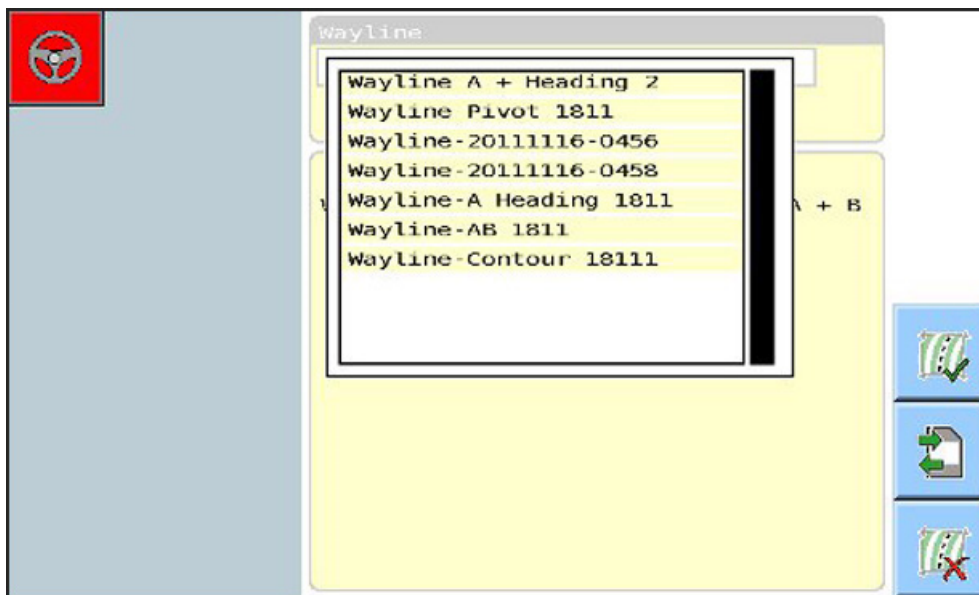 Wayline
Wayline A + Heading 2
Wayline Pivot 1811
Wayline-20111116-0456
Wayline-20111116-0458
Wayline-A Heading 1811
A + B
Wayline-AB 1811
Wayline-Contour 18111